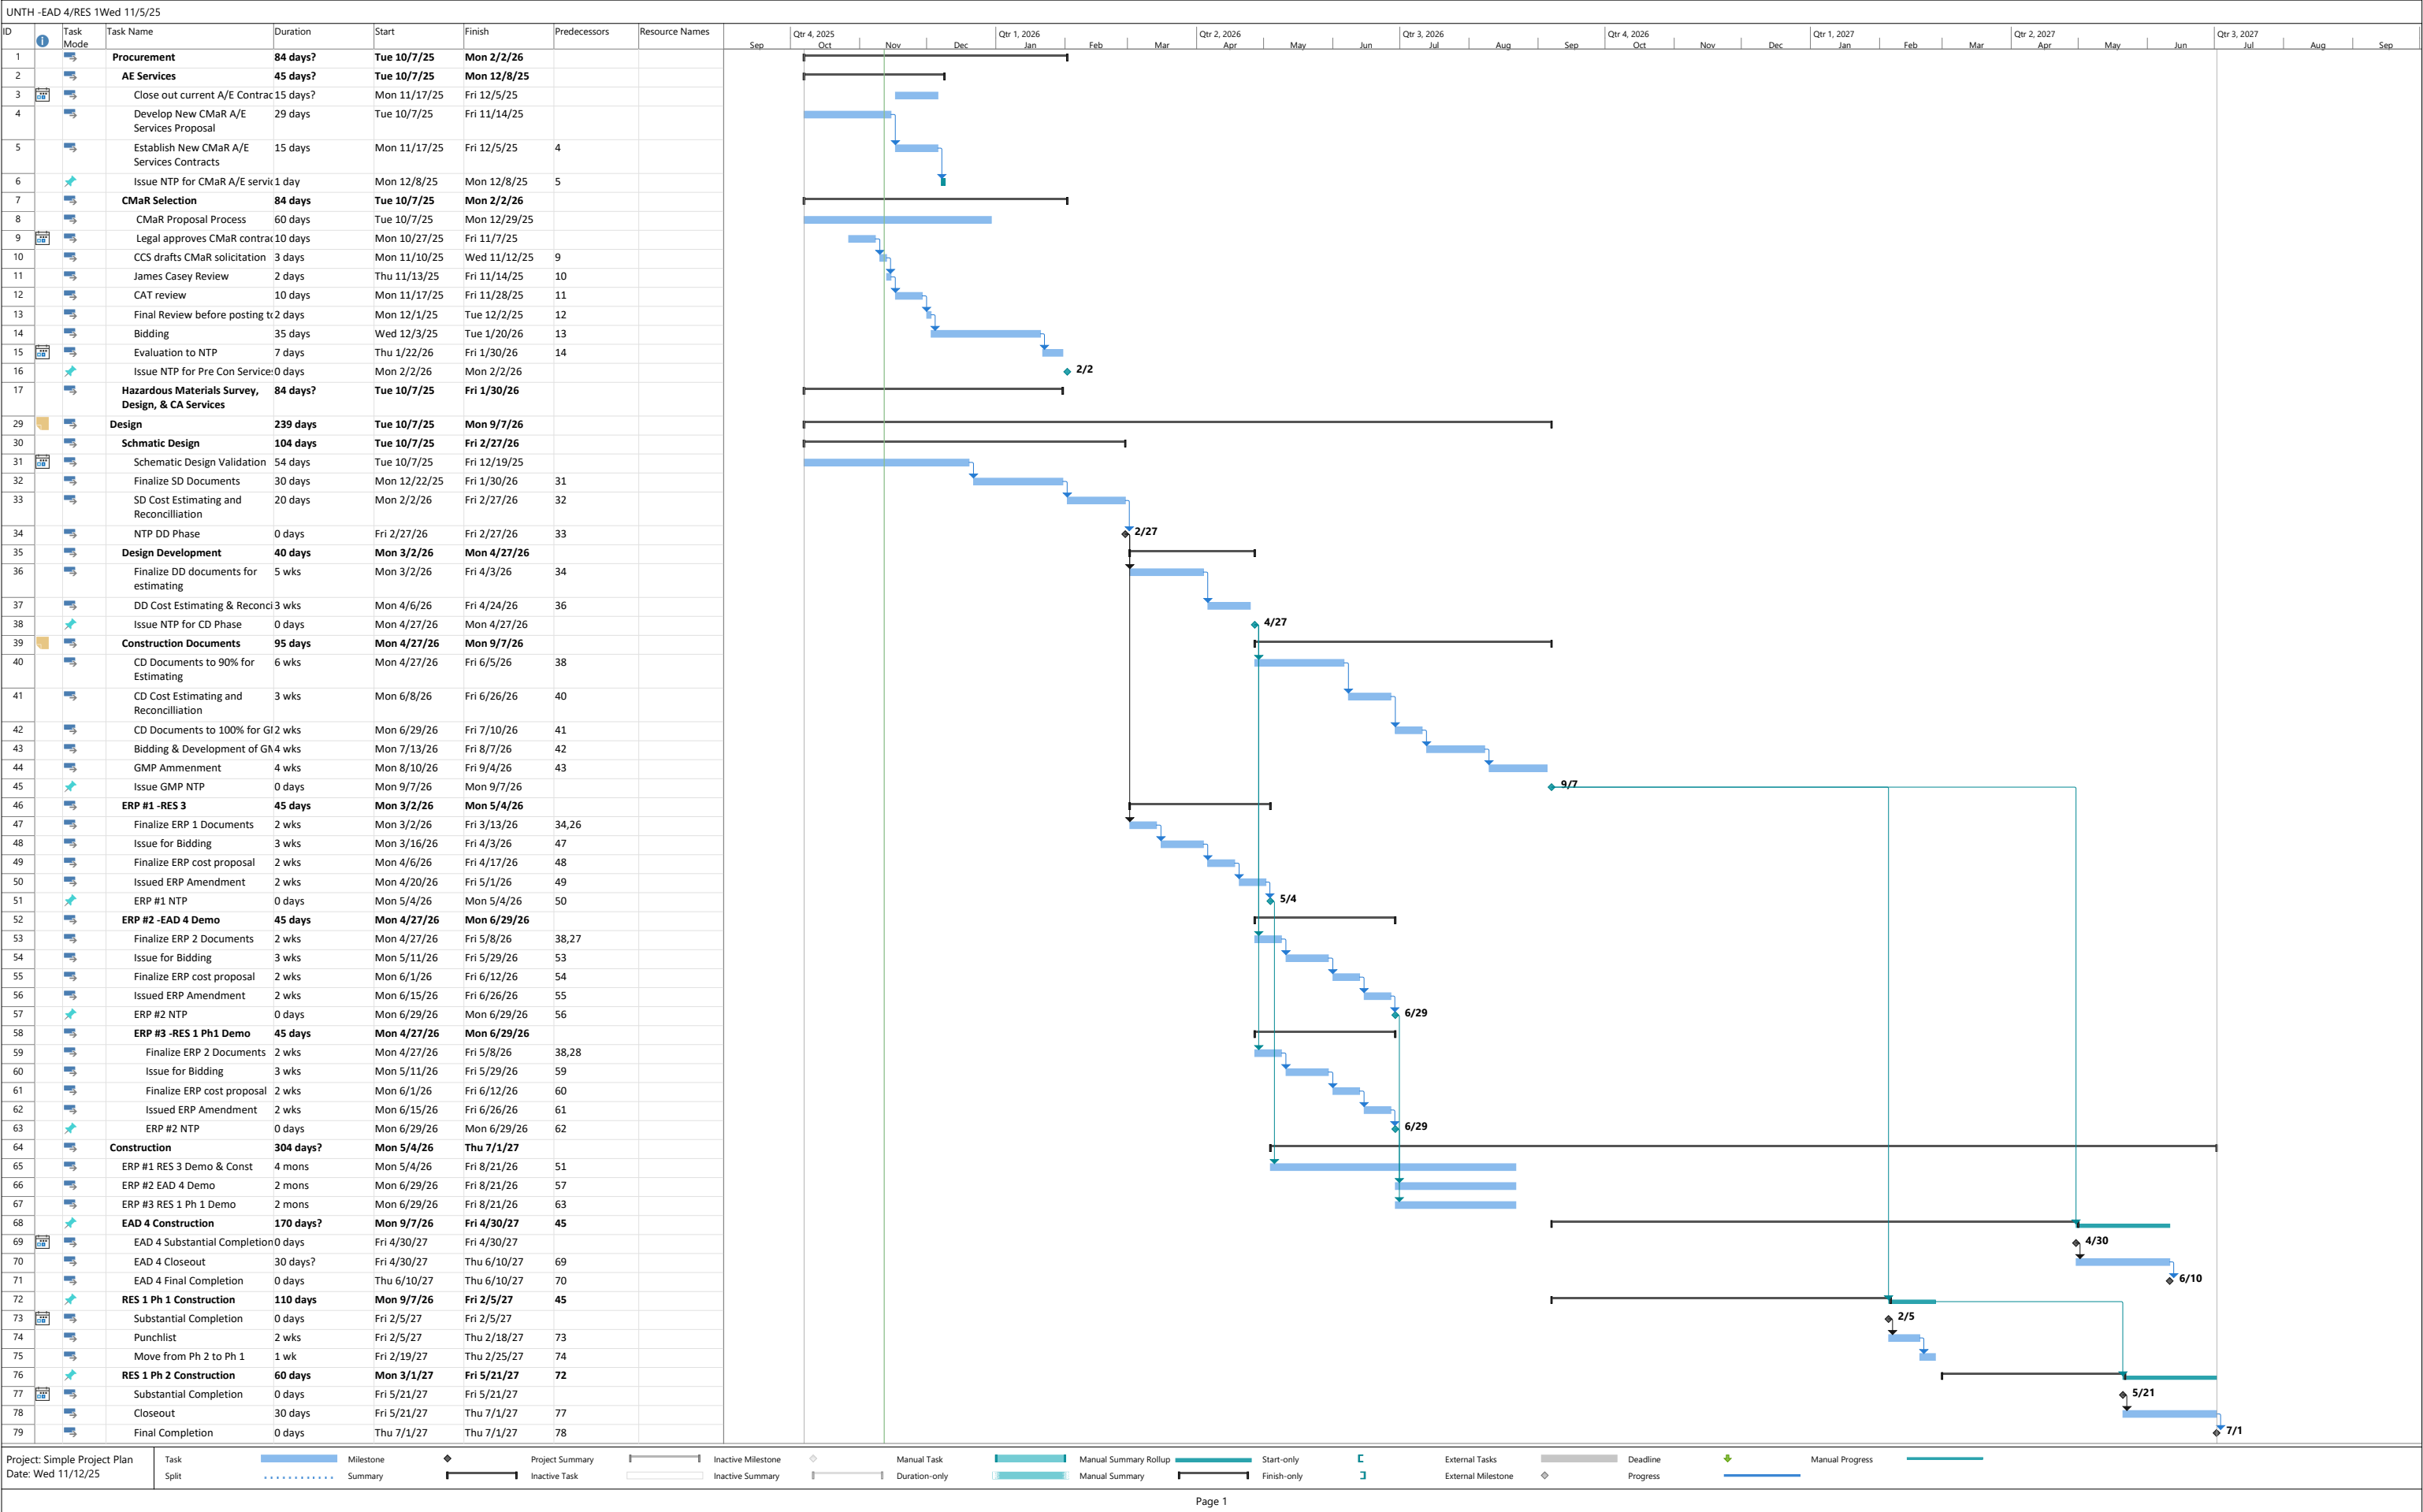 UNTH -EAD 4/RES 1Wed 11/5/25
ID Task Mode Task Name Duration Start Finish Predecessors Resource Names
Qtr 4, 2025 Qtr 1, 2026 Qtr 2, 2026 Qtr 3, 2026 Qtr 4, 2026 Qtr 1, 2027 Qtr 2, 2027 Qtr 3, 2027
Sep Oct Nov Dec Jan Feb Mar Apr May Jun Jul Aug Sep Oct Nov Dec Jan Feb Mar Apr May Jun Jul Aug Sep
1 Procurement 84 days? Tue 10/7/25 Mon 2/2/26
2 AE Services 45 days? Tue 10/7/25 Mon 12/8/25
3 Close out current A/E Contrac 15 days? Mon 11/17/25 Fri 12/5/25
4 Develop New CMaR A/E 29 days Tue 10/7/25 Fri 11/14/25
Services Proposal
5 Establish New CMaR A/E 15 days Mon 11/17/25 Fri 12/5/25 4
Services Contracts
6 Issue NTP for CMaR A/E servic 1 day Mon 12/8/25 Mon 12/8/25 5
7 CMaR Selection 84 days Tue 10/7/25 Mon 2/2/26
8 CMaR Proposal Process 60 days Tue 10/7/25 Mon 12/29/25
9 Legal approves CMaR contrac 10 days Mon 10/27/25 Fri 11/7/25
10 CCS drafts CMaR solicitation 3 days Mon 11/10/25 Wed 11/12/25 9
11 James Casey Review 2 days Thu 11/13/25 Fri 11/14/25 10
12 CAT review 10 days Mon 11/17/25 Fri 11/28/25 11
13 Final Review before posting to 2 days Mon 12/1/25 Tue 12/2/25 12
14 Bidding 35 days Wed 12/3/25 Tue 1/20/26 13
15 Evaluation to NTP 7 days Thu 1/22/26 Fri 1/30/26 14
16 Issue NTP for Pre Con Services 0 days Mon 2/2/26 Mon 2/2/26 2/2
17 Hazardous Materials Survey, 84 days? Tue 10/7/25 Fri 1/30/26
Design, & CA Services
29 Design 239 days Tue 10/7/25 Mon 9/7/26
30 Schmatic Design 104 days Tue 10/7/25 Fri 2/27/26
31 Schematic Design Validation 54 days Tue 10/7/25 Fri 12/19/25
32 Finalize SD Documents 30 days Mon 12/22/25 Fri 1/30/26 31
33 SD Cost Estimating and 20 days Mon 2/2/26 Fri 2/27/26 32
Reconcilliation
34 NTP DD Phase 0 days Fri 2/27/26 Fri 2/27/26 33 2/27
35 Design Development 40 days Mon 3/2/26 Mon 4/27/26
36 Finalize DD documents for 5 wks Mon 3/2/26 Fri 4/3/26 34
estimating
37 DD Cost Estimating & Reconci 3 wks Mon 4/6/26 Fri 4/24/26 36
38 Issue NTP for CD Phase 0 days Mon 4/27/26 Mon 4/27/26 4/27
39 Construction Documents 95 days Mon 4/27/26 Mon 9/7/26
40 CD Documents to 90% for 6 wks Mon 4/27/26 Fri 6/5/26 38
Estimating
41 CD Cost Estimating and 3 wks Mon 6/8/26 Fri 6/26/26 40
Reconcilliation
42 CD Documents to 100% for GI 2 wks Mon 6/29/26 Fri 7/10/26 41
43 Bidding & Development of GM 4 wks Mon 7/13/26 Fri 8/7/26 42
44 GMP Ammenment 4 wks Mon 8/10/26 Fri 9/4/26 43
45 Issue GMP NTP 0 days Mon 9/7/26 Mon 9/7/26 9/7
46 ERP #1 -RES 3 45 days Mon 3/2/26 Mon 5/4/26
47 Finalize ERP 1 Documents 2 wks Mon 3/2/26 Fri 3/13/26 34,26
48 Issue for Bidding 3 wks Mon 3/16/26 Fri 4/3/26 47
49 Finalize ERP cost proposal 2 wks Mon 4/6/26 Fri 4/17/26 48
50 Issued ERP Amendment 2 wks Mon 4/20/26 Fri 5/1/26 49
51 ERP #1 NTP 0 days Mon 5/4/26 Mon 5/4/26 50 5/4
52 ERP #2 -EAD 4 Demo 45 days Mon 4/27/26 Mon 6/29/26
53 Finalize ERP 2 Documents 2 wks Mon 4/27/26 Fri 5/8/26 38,27
54 Issue for Bidding 3 wks Mon 5/11/26 Fri 5/29/26 53
55 Finalize ERP cost proposal 2 wks Mon 6/1/26 Fri 6/12/26 54
56 Issued ERP Amendment 2 wks Mon 6/15/26 Fri 6/26/26 55
57 ERP #2 NTP 0 days Mon 6/29/26 Mon 6/29/26 56 6/29
58 ERP #3 -RES 1 Ph1 Demo 45 days Mon 4/27/26 Mon 6/29/26
59 Finalize ERP 2 Documents 2 wks Mon 4/27/26 Fri 5/8/26 38,28
60 Issue for Bidding 3 wks Mon 5/11/26 Fri 5/29/26 59
61 Finalize ERP cost proposal 2 wks Mon 6/1/26 Fri 6/12/26 60
62 Issued ERP Amendment 2 wks Mon 6/15/26 Fri 6/26/26 61
63 ERP #2 NTP 0 days Mon 6/29/26 Mon 6/29/26 62 6/29
64 Construction 304 days? Mon 5/4/26 Thu 7/1/27
65 ERP #1 RES 3 Demo & Const 4 mons Mon 5/4/26 Fri 8/21/26 51
66 ERP #2 EAD 4 Demo 2 mons Mon 6/29/26 Fri 8/21/26 57
67 ERP #3 RES 1 Ph 1 Demo 2 mons Mon 6/29/26 Fri 8/21/26 63
68 EAD 4 Construction 170 days? Mon 9/7/26 Fri 4/30/27 45
69 EAD 4 Substantial Completion 0 days Fri 4/30/27 Fri 4/30/27 4/30
70 EAD 4 Closeout 30 days? Fri 4/30/27 Thu 6/10/27 69
71 EAD 4 Final Completion 0 days Thu 6/10/27 Thu 6/10/27 70 6/10
72 RES 1 Ph 1 Construction 110 days Mon 9/7/26 Fri 2/5/27 45
73 Substantial Completion 0 days Fri 2/5/27 Fri 2/5/27 2/5
74 Punchlist 2 wks Fri 2/5/27 Thu 2/18/27 73
75 Move from Ph 2 to Ph 1 1 wk Fri 2/19/27 Thu 2/25/27 74
76 RES 1 Ph 2 Construction 60 days Mon 3/1/27 Fri 5/21/27 72
77 Substantial Completion 0 days Fri 5/21/27 Fri 5/21/27 5/21
78 Closeout 30 days Fri 5/21/27 Thu 7/1/27 77
79 Final Completion 0 days Thu 7/1/27 Thu 7/1/27 78 7/1
Project: Simple Project Plan
Date: Wed 11/12/25
Task Milestone Project Summary Inactive Milestone Manual Task Manual Summary Rollup Start-only External Tasks Deadline Manual Progress
Split Summary Inactive Task Inactive Summary Duration-only Manual Summary Finish-only External Milestone Progress
Page 1